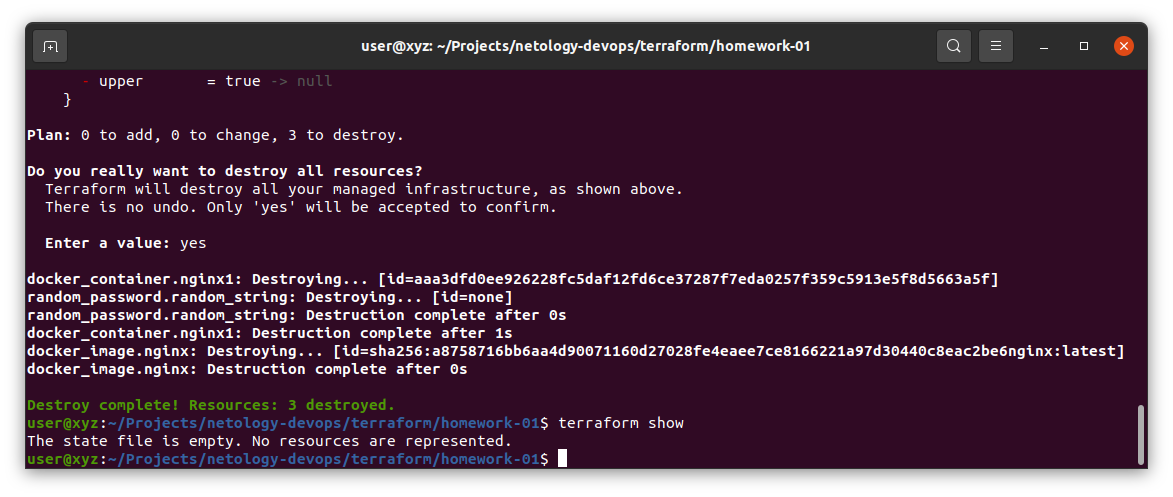 user@xyz: ~/Projects/netology-devops/terraform/homework-01
- upper       = true -> null
}
Plan: 0 to add, 0 to change, 3 to destroy.
Do you really want to destroy all resources?
Terraform will destroy all your managed infrastructure, as shown above.
There is no undo. Only 'yes' will be accepted to confirm.
Enter a value: yes
docker_container.nginx1: Destroying... [id=aaa3dfd0ee926228fc5daf12fd6ce37287f7eda0257f359c5913e5f8d5663a5f]
random_password.random_string: Destroying... [id=none]
random_password.random_string: Destruction complete after 0s
docker_container.nginx1: Destruction complete after 1s
docker_image.nginx: Destroying... [id=sha256:a8758716bb6aa4d90071160d27028fe4eaee7ce8166221a97d30440c8eac2be6nginx:latest]
docker_image.nginx: Destruction complete after 0s
Destroy complete! Resources: 3 destroyed.
user@xyz:~/Projects/netology-devops/terraform/homework-01$ terraform show
The state file is empty. No resources are represented.
user@xyz:~/Projects/netology-devops/terraform/homework-01$